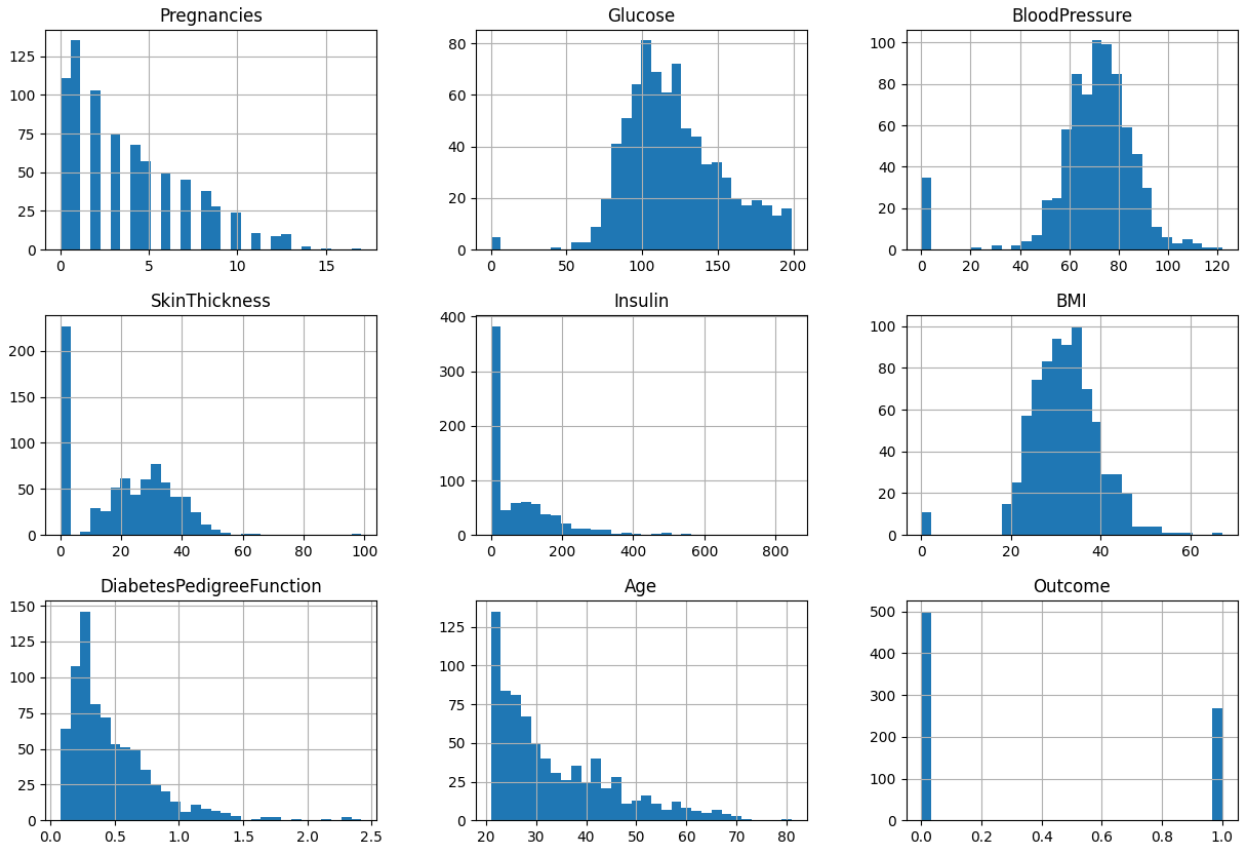 Pregnancies
125
100
75
50
25
0
0 5 10 15
Glucose
80
60
40
20
0
0 50 100 150 200
BloodPressure
100
80
60
40
20
0
0 20 40 60 80 100 120
SkinThickness
200
150
100
50
0
0 20 40 60 80 100
Insulin
400
300
200
100
0
0 200 400 600 800
BMI
100
80
60
40
20
0
0 20 40 60
DiabetesPedigreeFunction
150
125
100
75
50
25
0
0.0 0.5 1.0 1.5 2.0 2.5
Age
125
100
75
50
25
0
20 30 40 50 60 70 80
Outcome
500
400
300
200
100
0
0.0 0.2 0.4 0.6 0.8 1.0